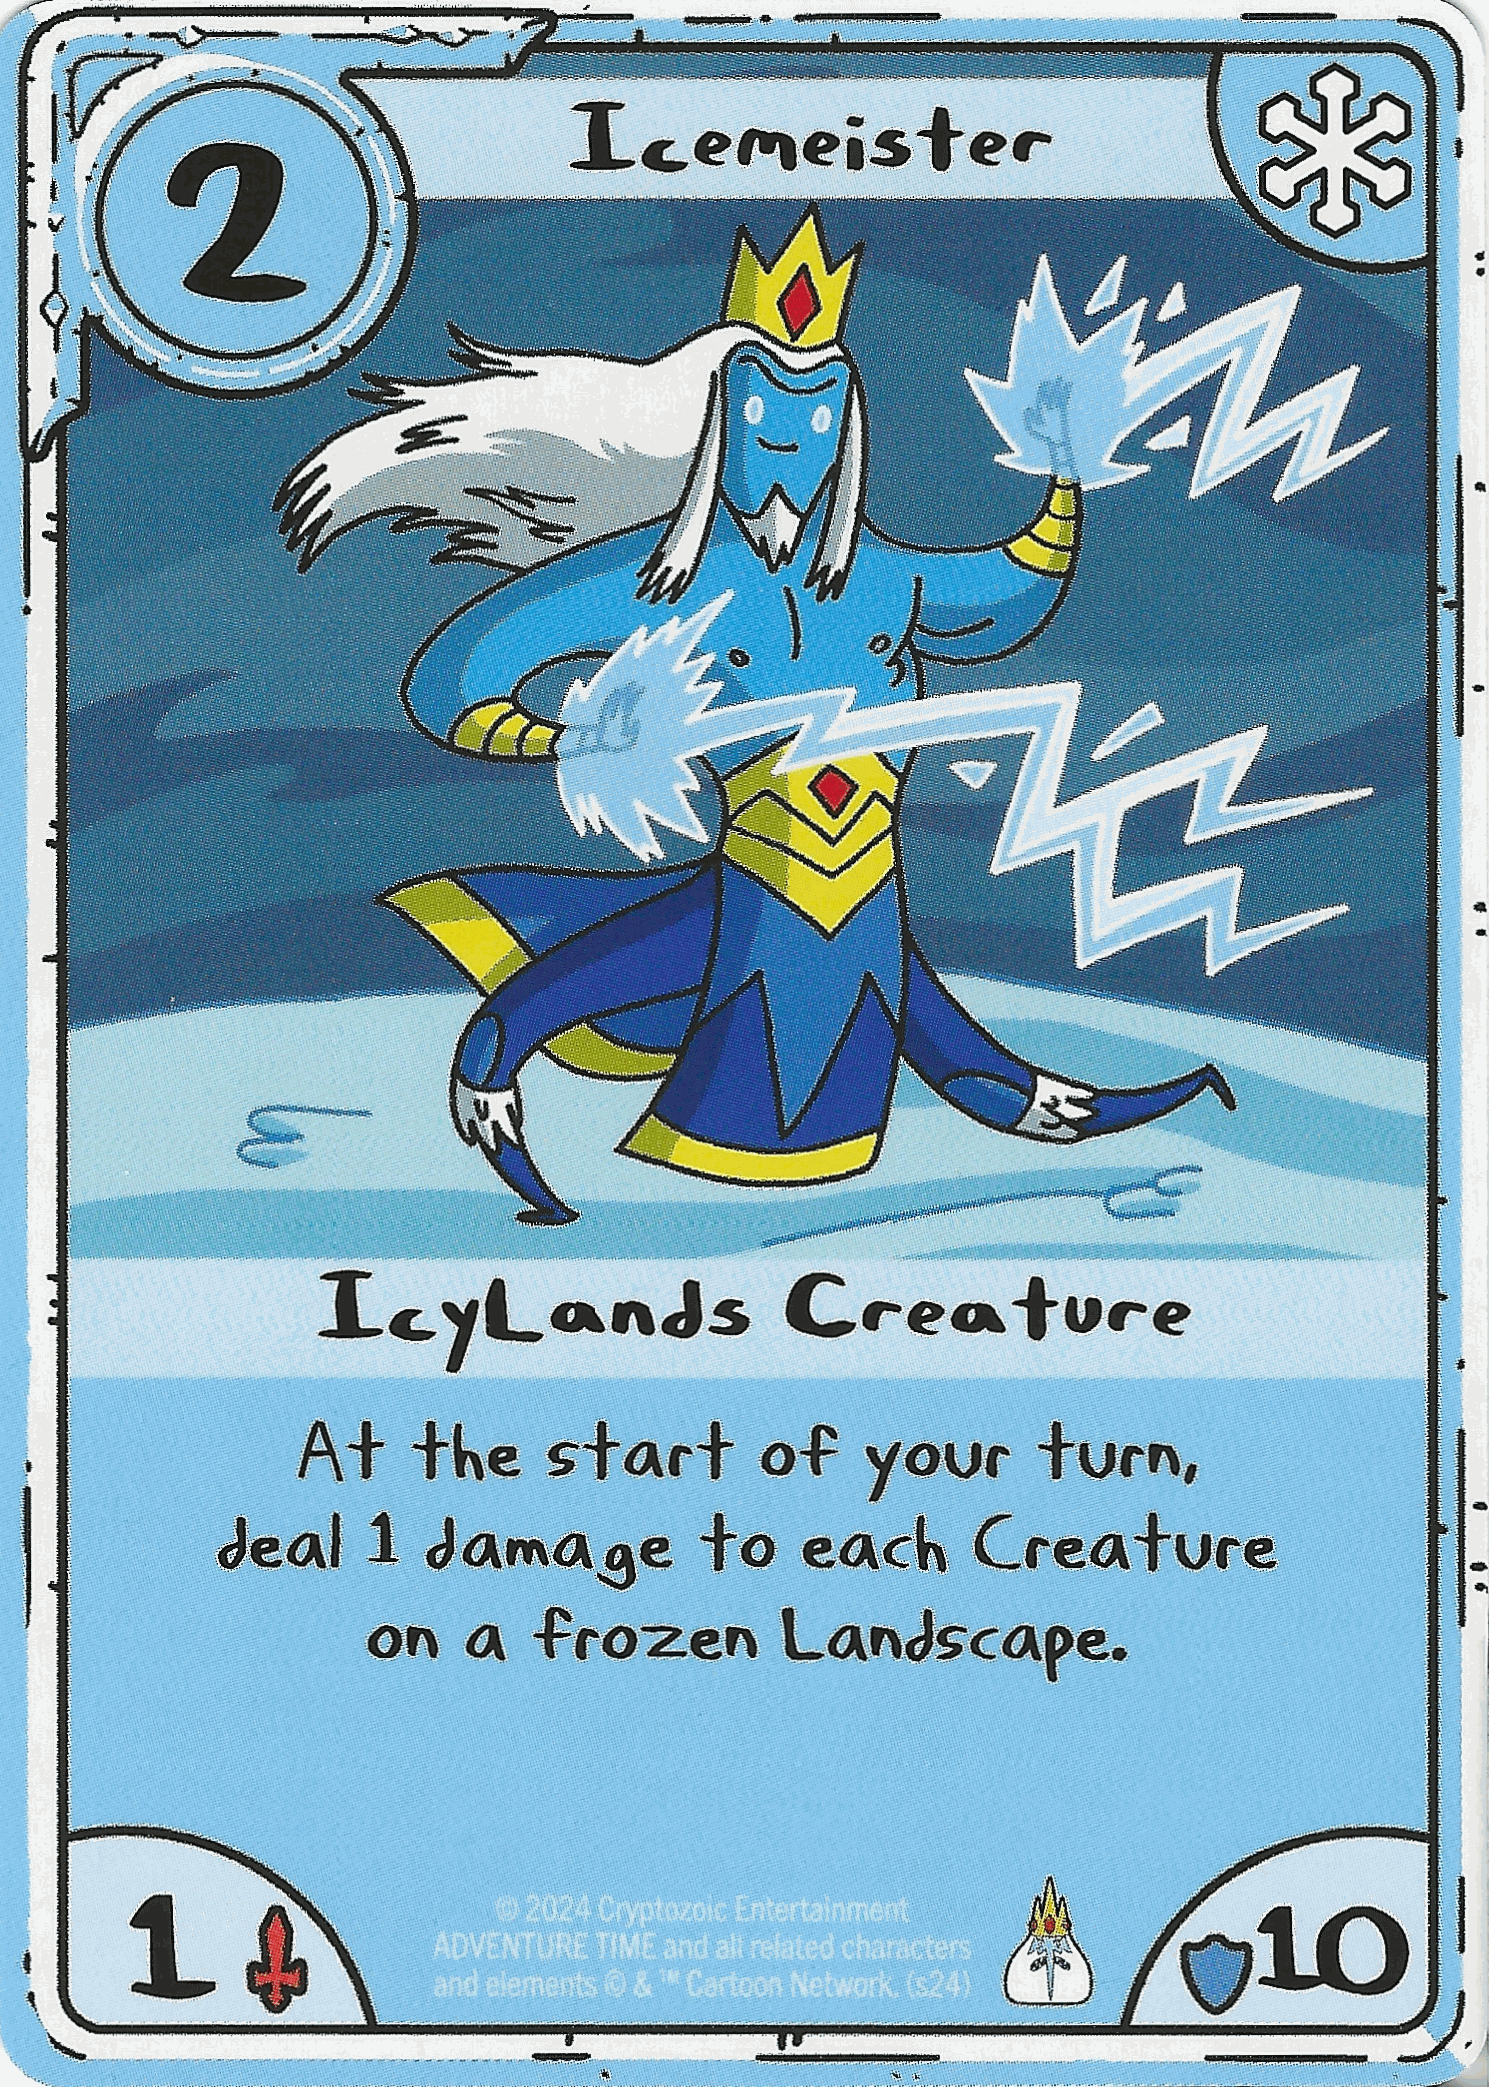 2
Icemeister
IcyLands Creature
At the start of your turn,
deal 1 damage to each Creature
on a frozen Landscape.
1
© 2024 Cryptozoic Entertainment
ADVENTURE TIME and all related characters
and elements © & ™ Cartoon Network. (s24)
10